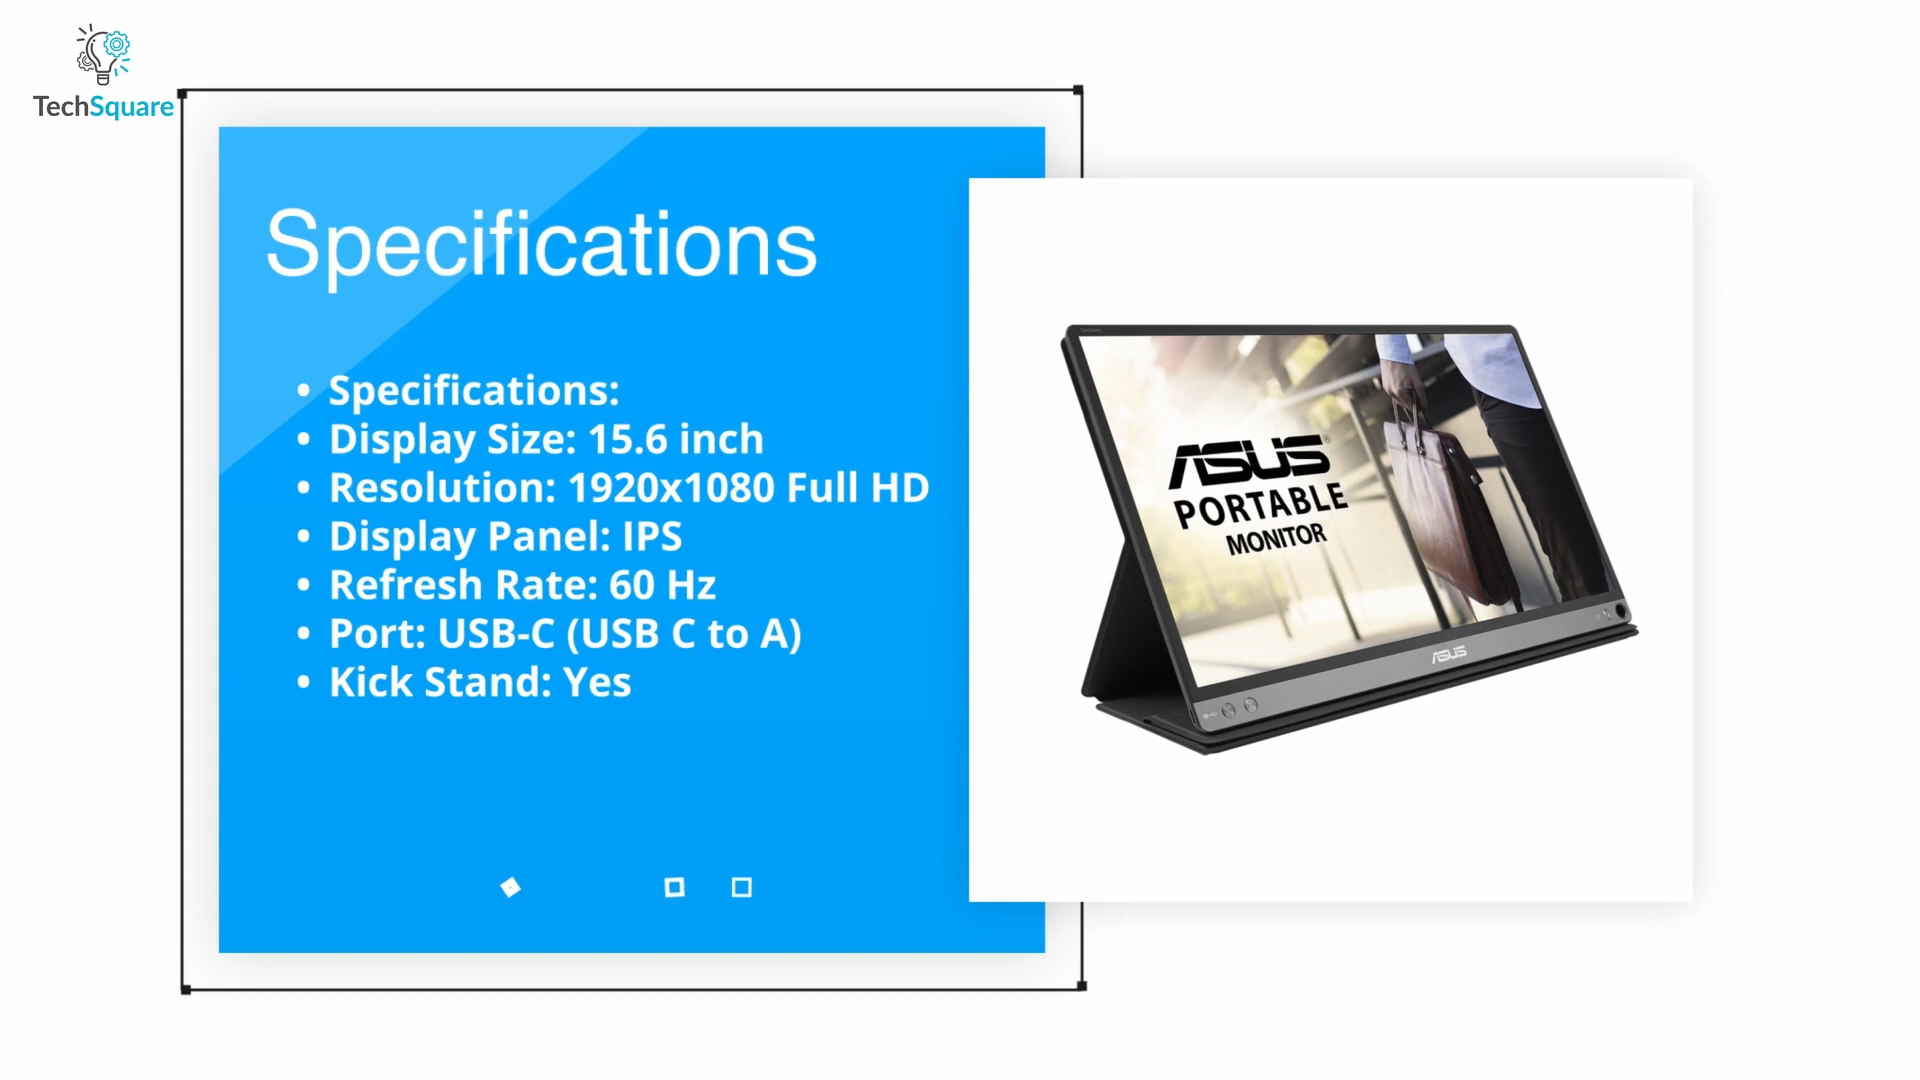 TechSquare
Specifications
• Specifications:
• Display Size: 15.6 inch
• Resolution: 1920x1080 Full HD
• Display Panel: IPS
• Refresh Rate: 60 Hz
• Port: USB-C (USB C to A)
• Kick Stand: Yes
ASUS
PORTABLE
MONITOR
ASUS